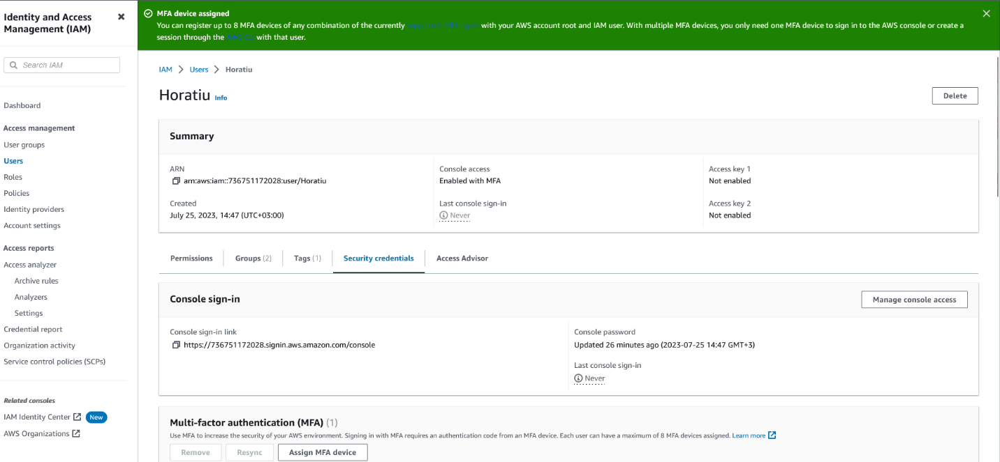 Identity and Access
Management (IAM)
Search IAM
Dashboard
Access management
User groups
Users
Roles
Policies
Identity providers
Account settings
Access reports
Access analyzer
Archive rules
Analyzers
Settings
Credential report
Organization activity
Service control policies (SCPs)
Related consoles
IAM Identity Center New
AWS Organizations
MFA device assigned
You can register up to 8 MFA devices of any combination of the currently supported MFA types with your AWS account root and IAM user. With multiple MFA devices, you only need one MFA device to sign in to the AWS console or create a
session through the AWS CLI with that user.
IAM > Users > Horatiu
Horatiu Info
Delete
Summary
ARN
arn:aws:iam::736751172028:user/Horatiu
Created
July 25, 2023, 14:47 (UTC+03:00)
Console access
Enabled with MFA
Last console sign-in
Never
Access key 1
Not enabled
Access key 2
Not enabled
Permissions Groups (2) Tags (1) Security credentials Access Advisor
Console sign-in
Manage console access
Console sign-in link
https://736751172028.signin.aws.amazon.com/console
Console password
Updated 26 minutes ago (2023-07-25 14:47 GMT+3)
Last console sign-in
Never
Multi-factor authentication (MFA) (1)
Use MFA to increase the security of your AWS environment. Signing in with MFA requires an authentication code from an MFA device. Each user can have a maximum of 8 MFA devices assigned. Learn more
Remove Resync Assign MFA device